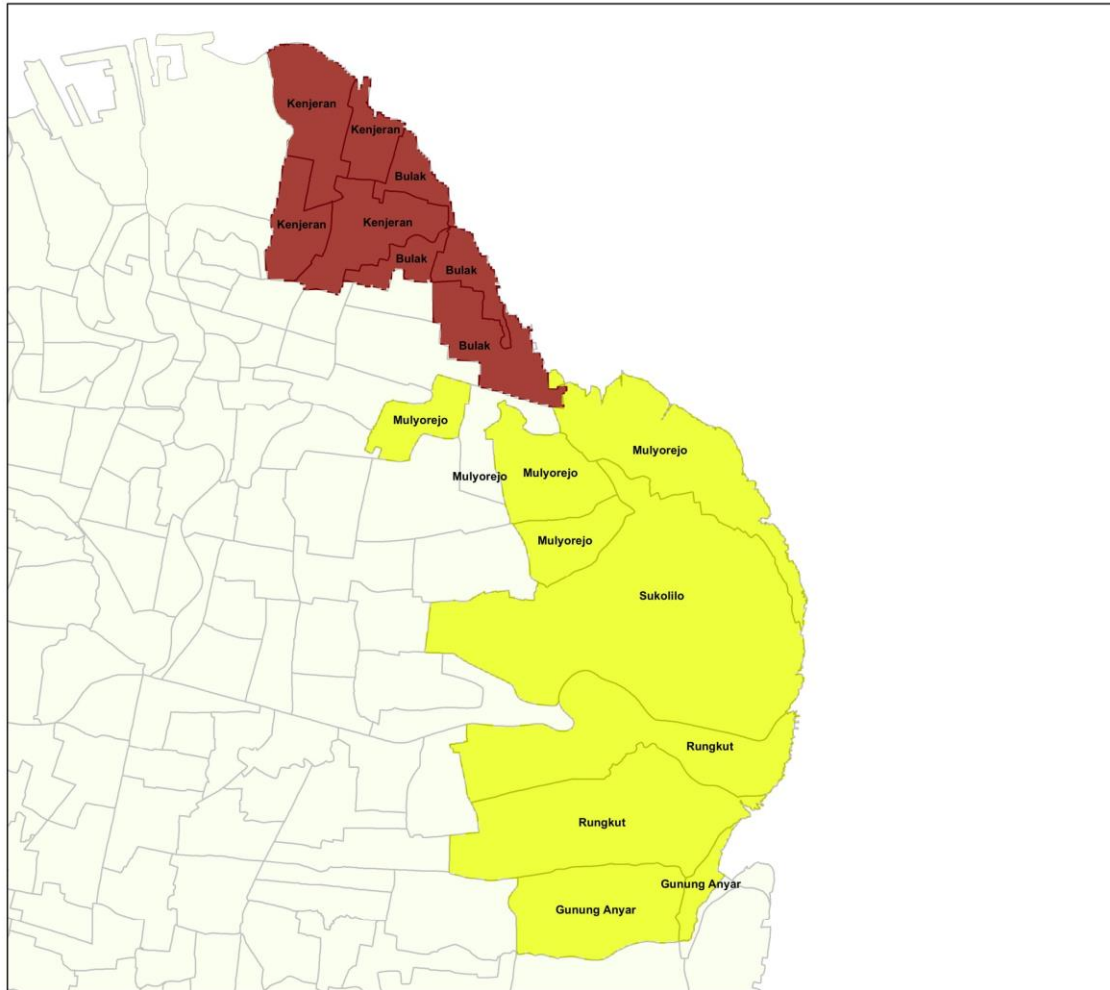 Kenjeran
Kenjeran
Bulak
Kenjeran
Kenjeran
Bulak
Bulak
Bulak
Mulyorejo
Mulyorejo
Mulyorejo
Mulyorejo
Mulyorejo
Sukolilo
Rungkut
Rungkut
Gunung Anyar
Gunung Anyar